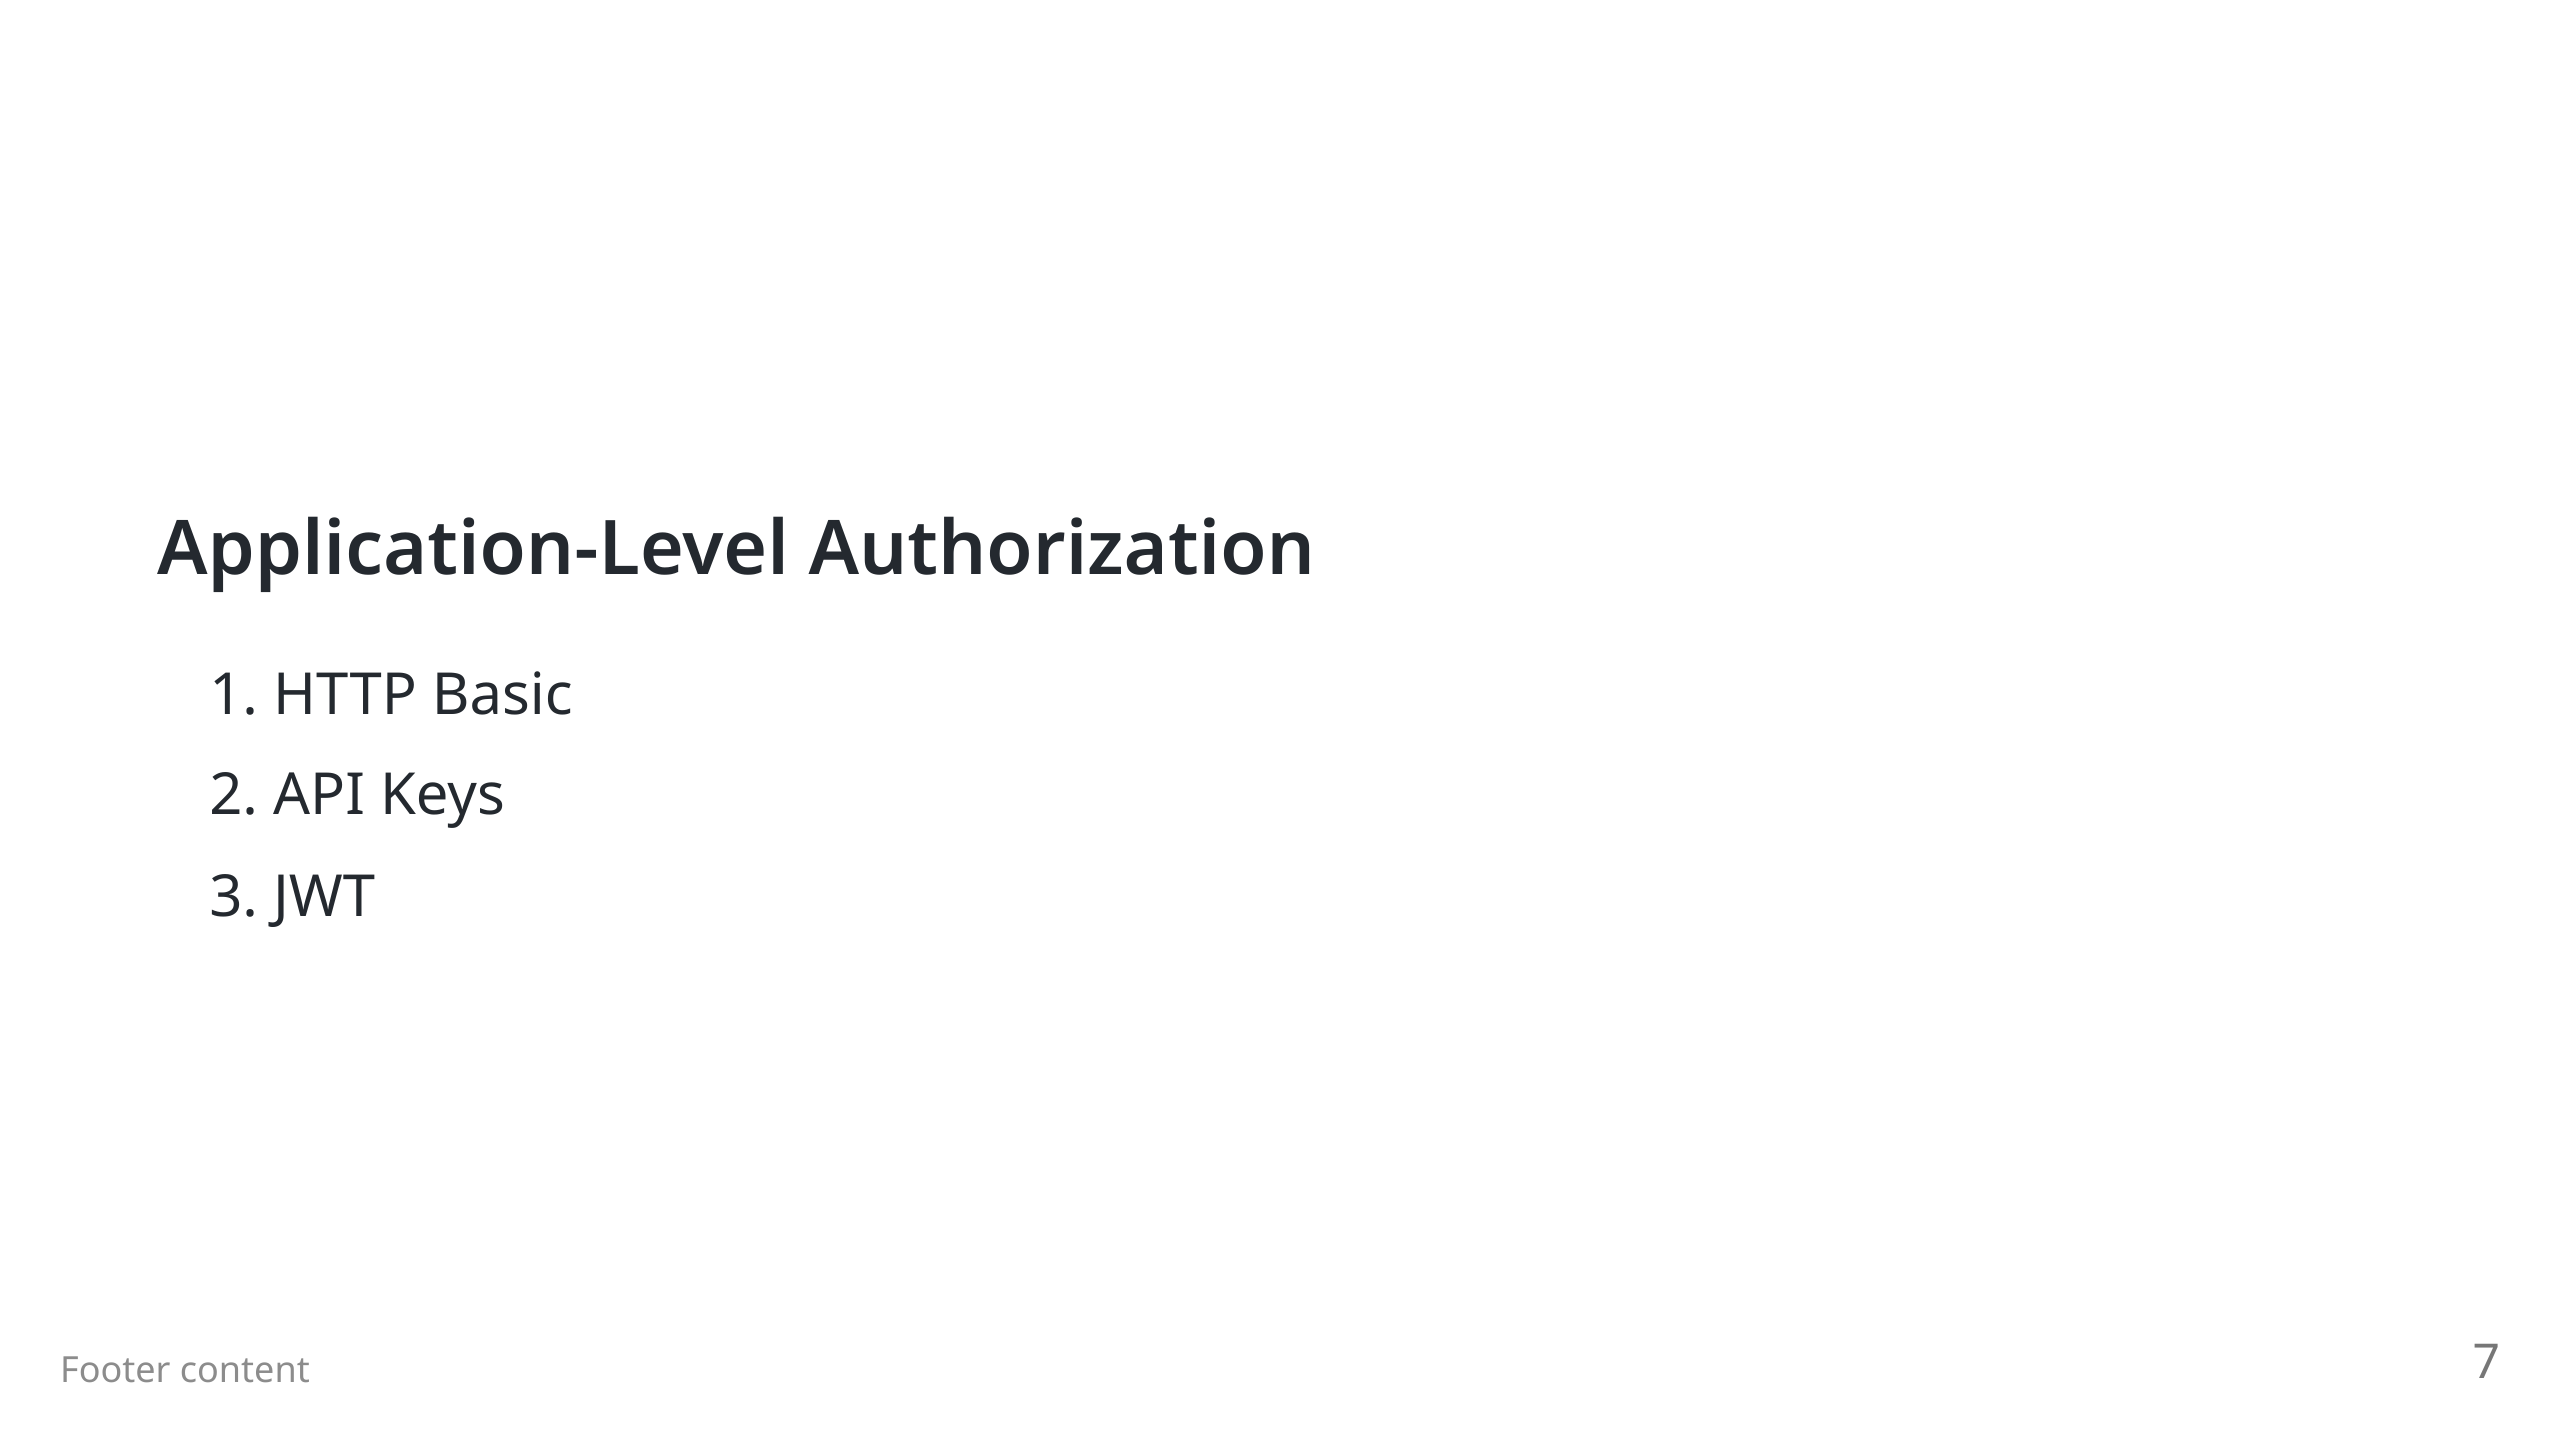 Application-Level Authorization
1. HTTP Basic
2. API Keys
3. JWT
Footer content
7